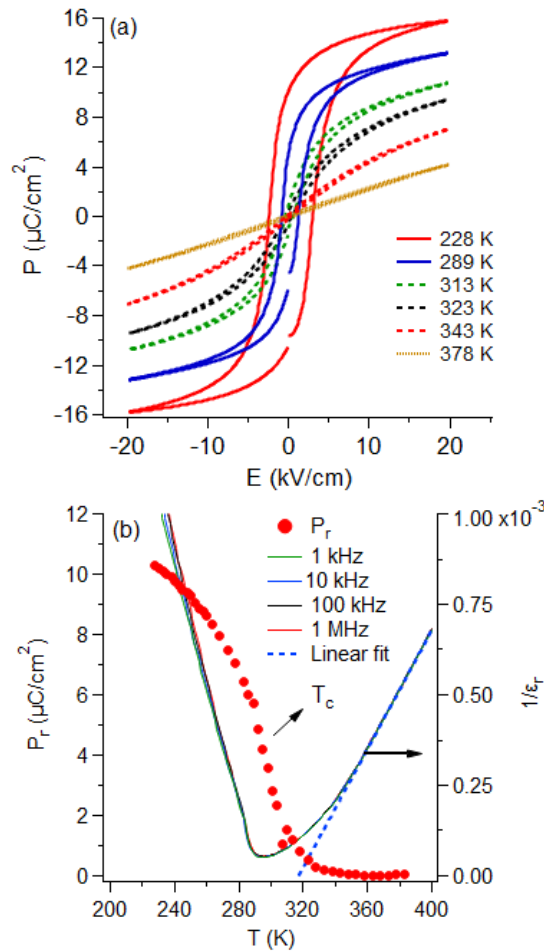 (a)
16
12
8
4
0
-4
-8
-12
-16
P (µC/cm²)
228 K
289 K
313 K
323 K
343 K
378 K
-20
-10
0
10
20
E (kV/cm)
(b)
12
10
8
6
4
2
0
Pᵣ (µC/cm²)
Pᵣ
1 kHz
10 kHz
100 kHz
1 MHz
Linear fit
T_c
1.00 x10⁻³
0.75
0.50
0.25
0.00
1/εᵣ
200
240
280
320
360
400
T (K)